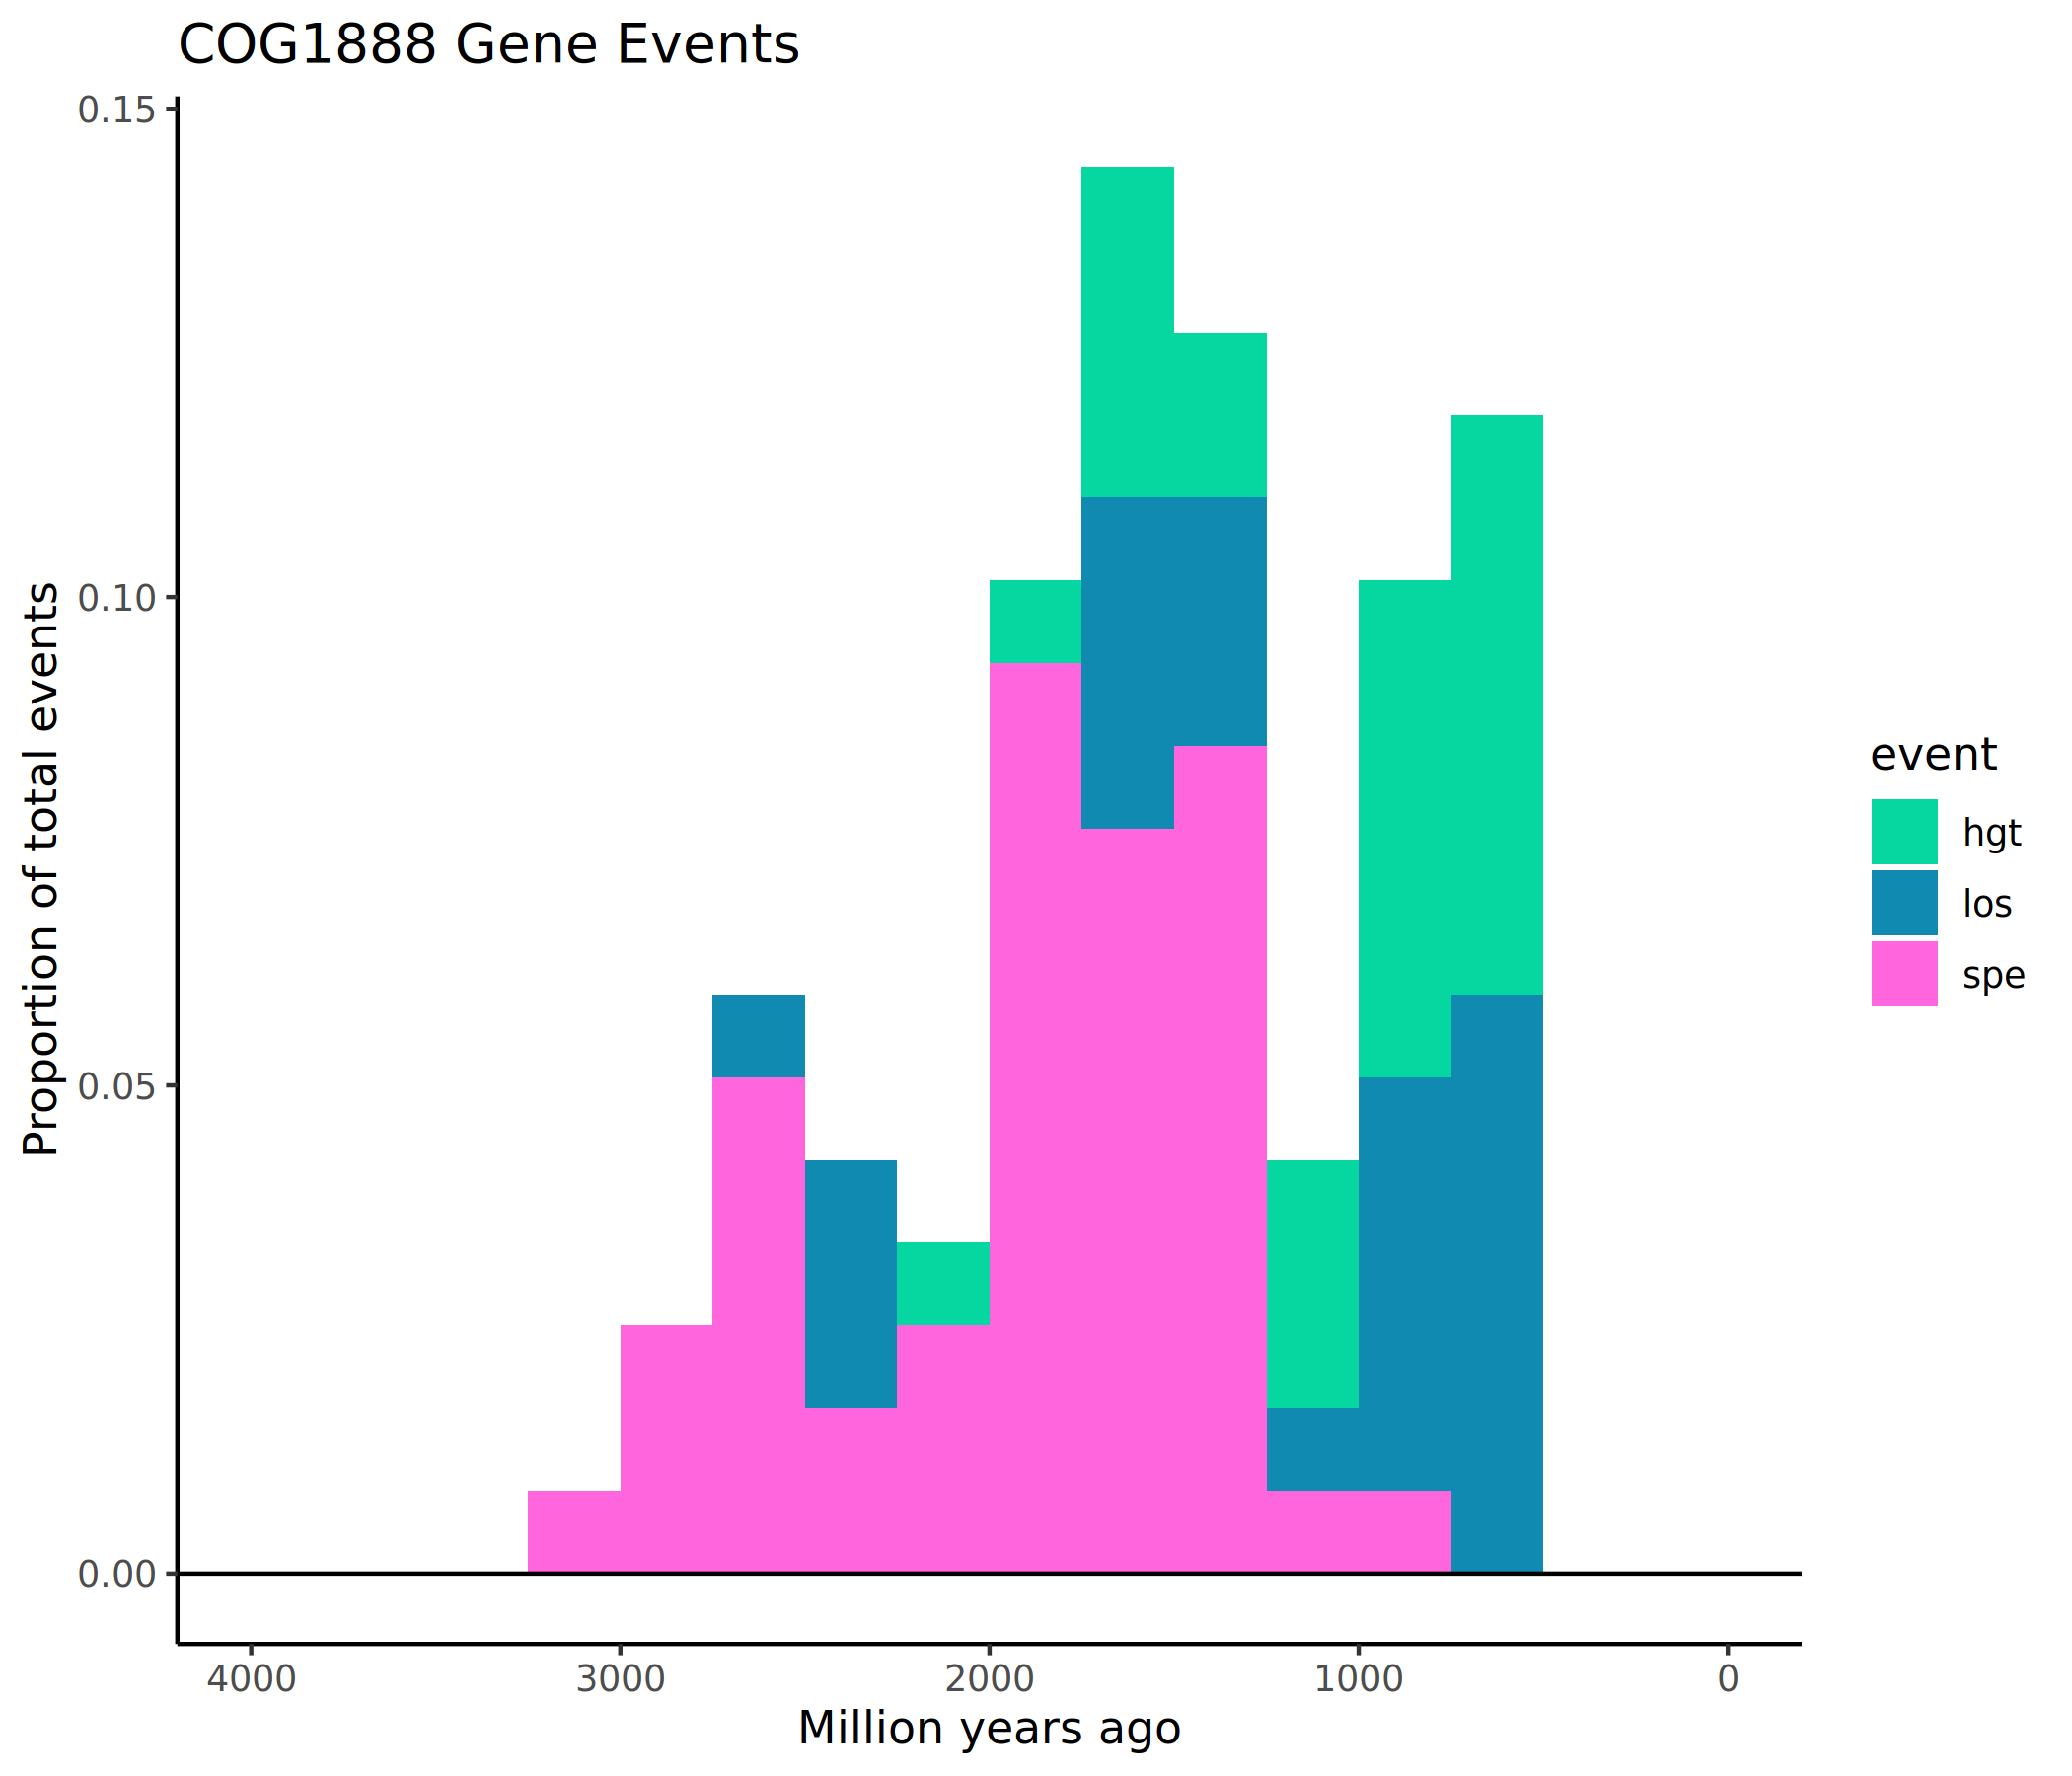 COG1888 Gene Events
0.15
0.10
0.05
0.00
Proportion of total events
4000 3000 2000 1000 0
Million years ago
event
hgt
los
spe